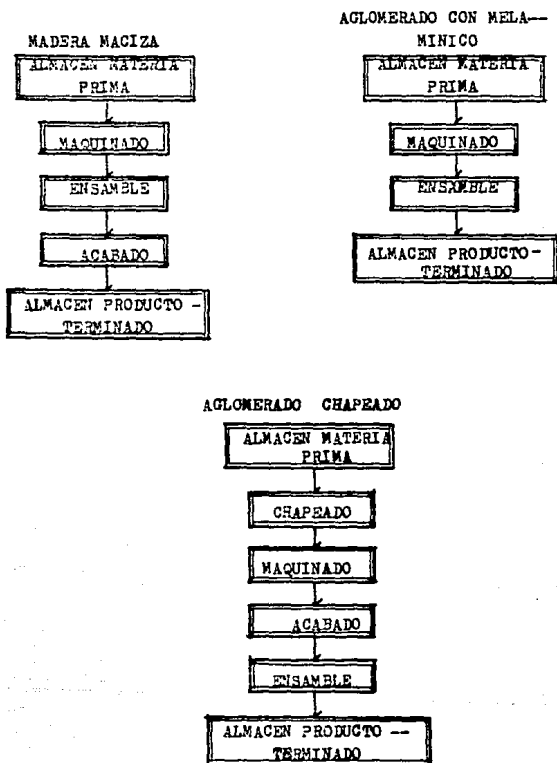 MADERA MACIZA
ALMACEN MATERIA
PRIMA
MAQUINADO
ENSAMBLE
ACABADO
ALMACEN PRODUCTO -
TERMINADO
AGLOMERADO CON MELA--
MINICO
ALMACEN MATERIA
PRIMA
MAQUINADO
ENSAMBLE
ALMACEN PRODUCTO-
TERMINADO
AGLOMERADO CHAPEADO
ALMACEN MATERIA
PRIMA
CHAPEADO
MAQUINADO
ACABADO
ENSAMBLE
ALMACEN PRODUCTO --
TERMINADO